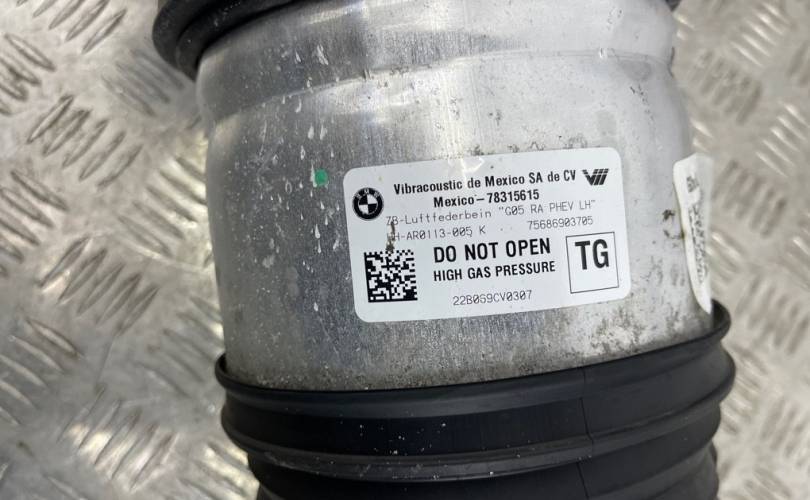 Vibracoustic de Mexico SA de CV
Mexico-78315615
ZB-Luftfederbein "G05 RA PHEV LH"
-AR0113-005 K 75686903705
DO NOT OPEN
HIGH GAS PRESSURE
TG
22B0S9CV0307